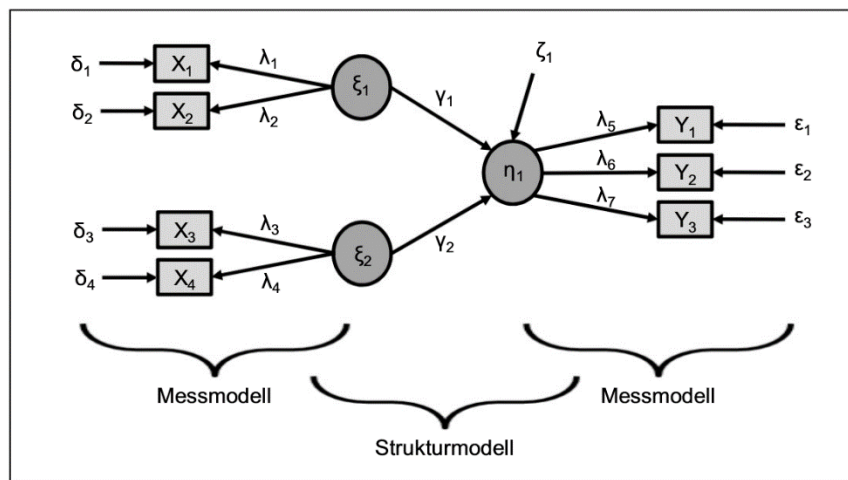 ζ₁
δ₁ X₁ λ₁ ξ₁
δ₂ X₂ λ₂ γ₁
λ₅ Y₁ ε₁
η₁ λ₆ Y₂ ε₂
λ₇ Y₃ ε₃
δ₃ X₃ λ₃ γ₂
δ₄ X₄ λ₄ ξ₂
Messmodell Messmodell
Strukturmodell